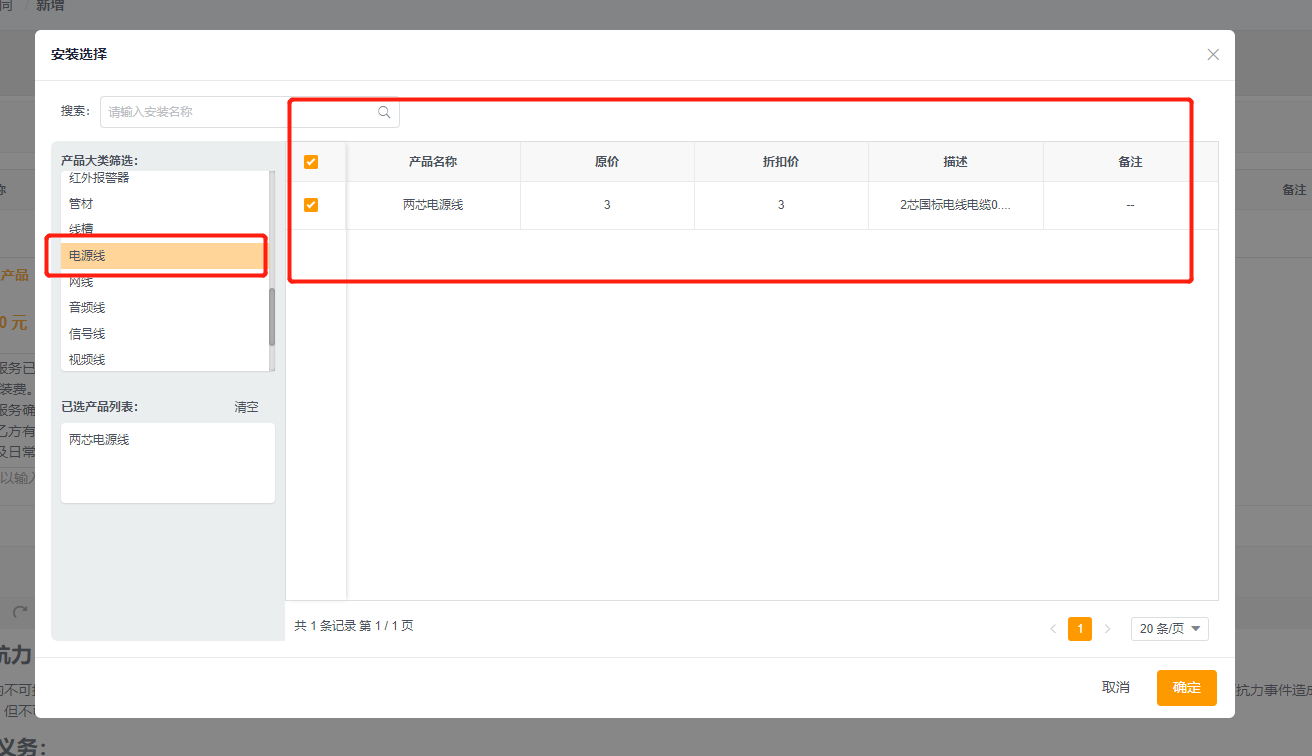 同 / 新增
安装选择
搜索: 请输入安装名称
产品大类筛选:
红外报警器
管材
线槽
电源线
网线
音频线
信号线
视频线
已选产品列表: 清空
两芯电源线
产品名称 原价 折扣价 描述 备注
两芯电源线 3 3 2芯国标电线电缆0.... --
共 1 条记录 第 1 / 1 页
1
20 条/页
取消 确定
备注
产品
0 元
服务已
装费。
服务确
乙方有
及日常
以输入
抗力
的不可
抗力事件造成
但不
义务: